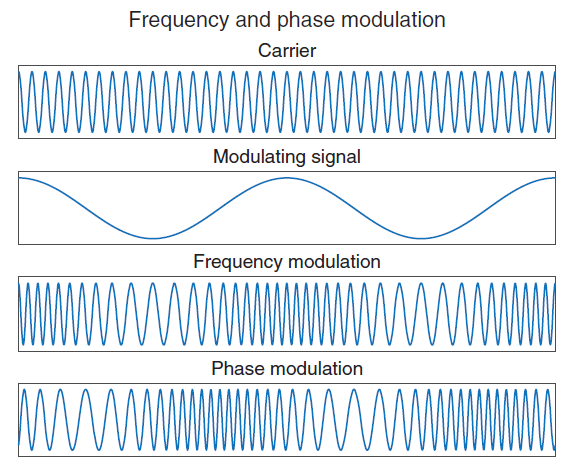 Frequency and phase modulation
Carrier
Modulating signal
Frequency modulation
Phase modulation